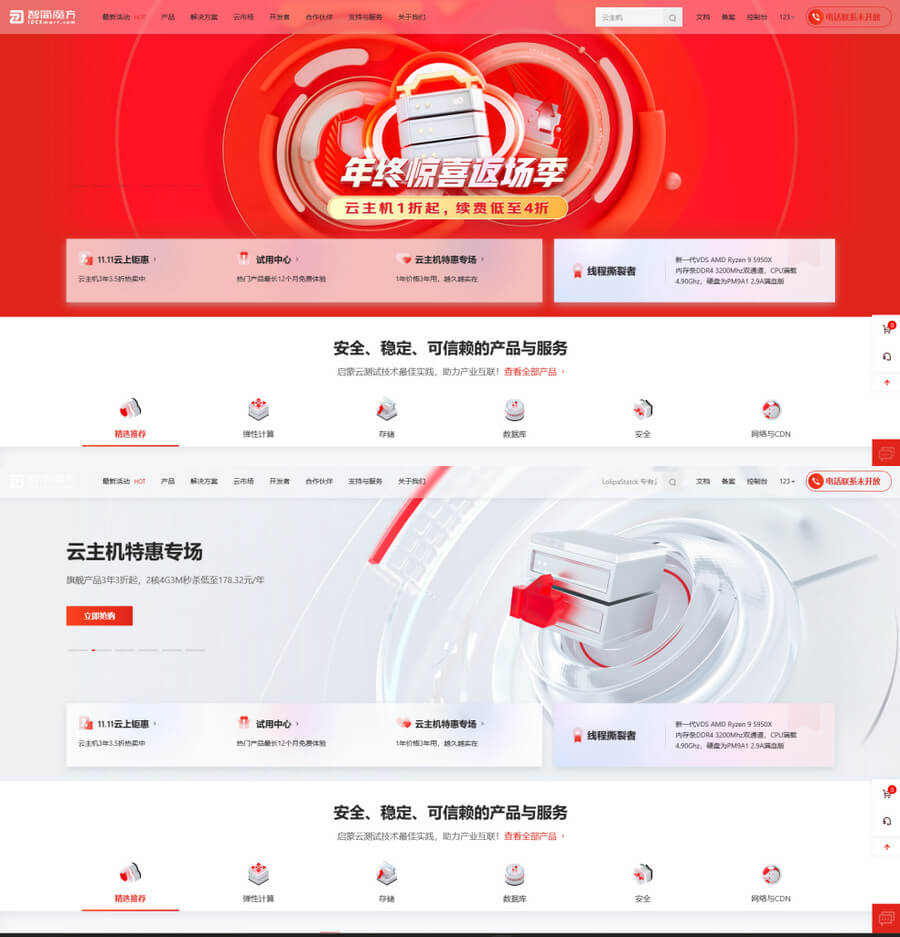 智简魔方
IDCSmart.com
最新活动 HOT 产品 解决方案 云市场 开发者 合作伙伴 支持与服务 关于我们
云主机
文档 备案 控制台 123
电话联系未开放
年终惊喜返场季
云主机1折起,续费低至4折
11.11云上钜惠 ›
云主机3年3.5折热卖中
试用中心 ›
热门产品最长12个月免费体验
云主机特惠专场 ›
1年价格3年用,越久越实在
线程撕裂者
新一代VDS AMD Ryzen 9 5950X
内存条DDR4 3200Mhz双通道,CPU睿频
4.90Ghz,硬盘为PM9A1 2.9A满血版
0
安全、稳定、可信赖的产品与服务
启蒙云测试技术最佳实践,助力产业互联!查看全部产品 ›
精选推荐 弹性计算 存储 数据库 安全 网络与CDN
最新活动 HOT 产品 解决方案 云市场 开发者 合作伙伴 支持与服务 关于我们
文档 备案 控制台 123
电话联系未开放
云主机特惠专场
旗舰产品3年3折起,2核4G3M秒杀低至178.32元/年
立即抢购
11.11云上钜惠 ›
云主机3年3.5折热卖中
试用中心 ›
热门产品最长12个月免费体验
云主机特惠专场 ›
1年价格3年用,越久越实在
线程撕裂者
新一代VDS AMD Ryzen 9 5950X
内存条DDR4 3200Mhz双通道,CPU睿频
4.90Ghz,硬盘为PM9A1 2.9A满血版
0
安全、稳定、可信赖的产品与服务
启蒙云测试技术最佳实践,助力产业互联!查看全部产品 ›
精选推荐 弹性计算 存储 数据库 安全 网络与CDN